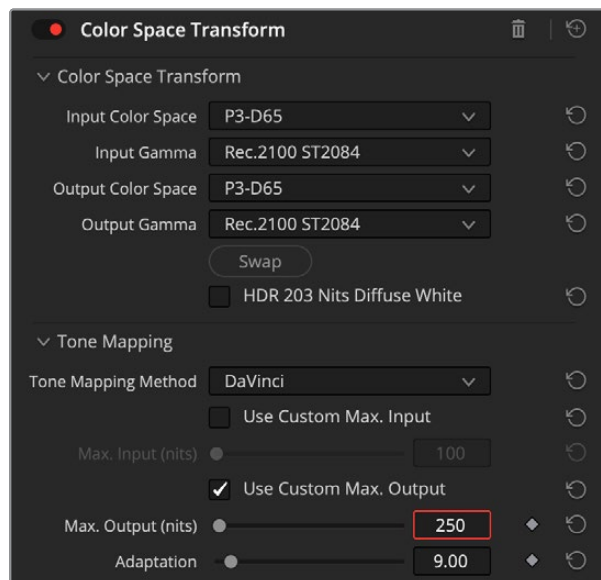 Color Space Transform
Color Space Transform
Input Color Space P3-D65
Input Gamma Rec.2100 ST2084
Output Color Space P3-D65
Output Gamma Rec.2100 ST2084
Swap
HDR 203 Nits Diffuse White
Tone Mapping
Tone Mapping Method DaVinci
Use Custom Max. Input
Max. Input (nits) 100
Use Custom Max. Output
Max. Output (nits) 250
Adaptation 9.00